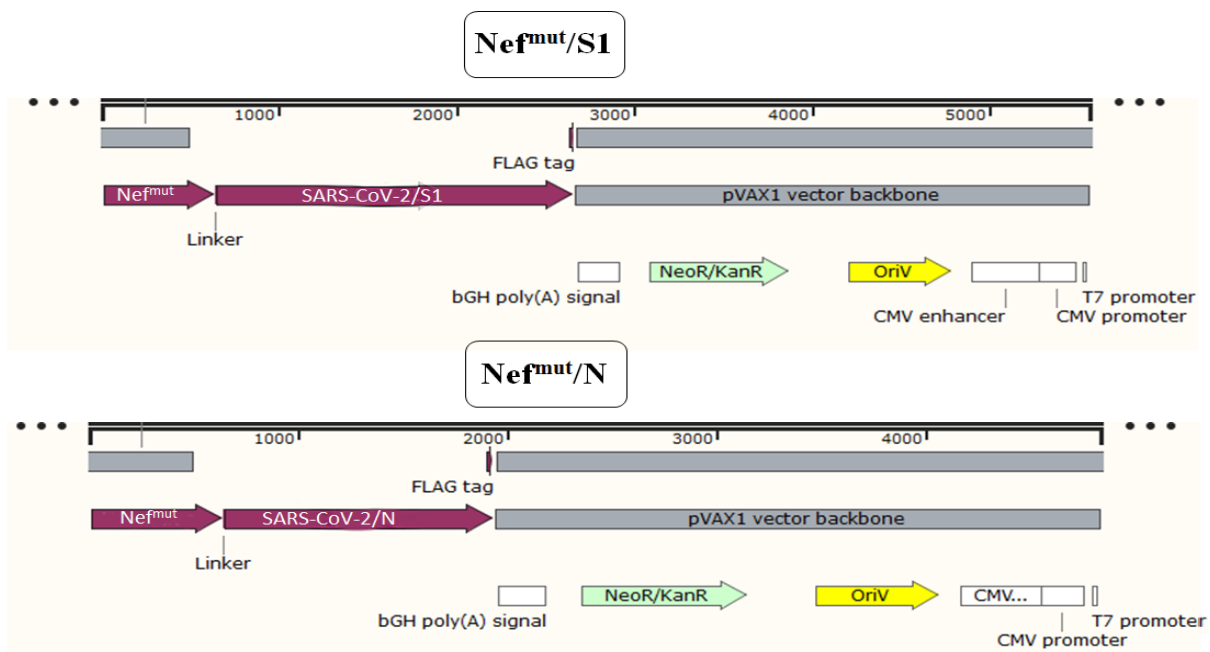 Nefmut/S1
1000 2000 3000 4000 5000
FLAG tag
Nefmut SARS-CoV-2/S1 pVAX1 vector backbone
Linker
NeoR/KanR OriV
bGH poly(A) signal T7 promoter
CMV enhancer CMV promoter
Nefmut/N
1000 2000 3000 4000
FLAG tag
Nefmut SARS-CoV-2/N pVAX1 vector backbone
Linker
NeoR/KanR OriV CMV...
bGH poly(A) signal T7 promoter
CMV promoter